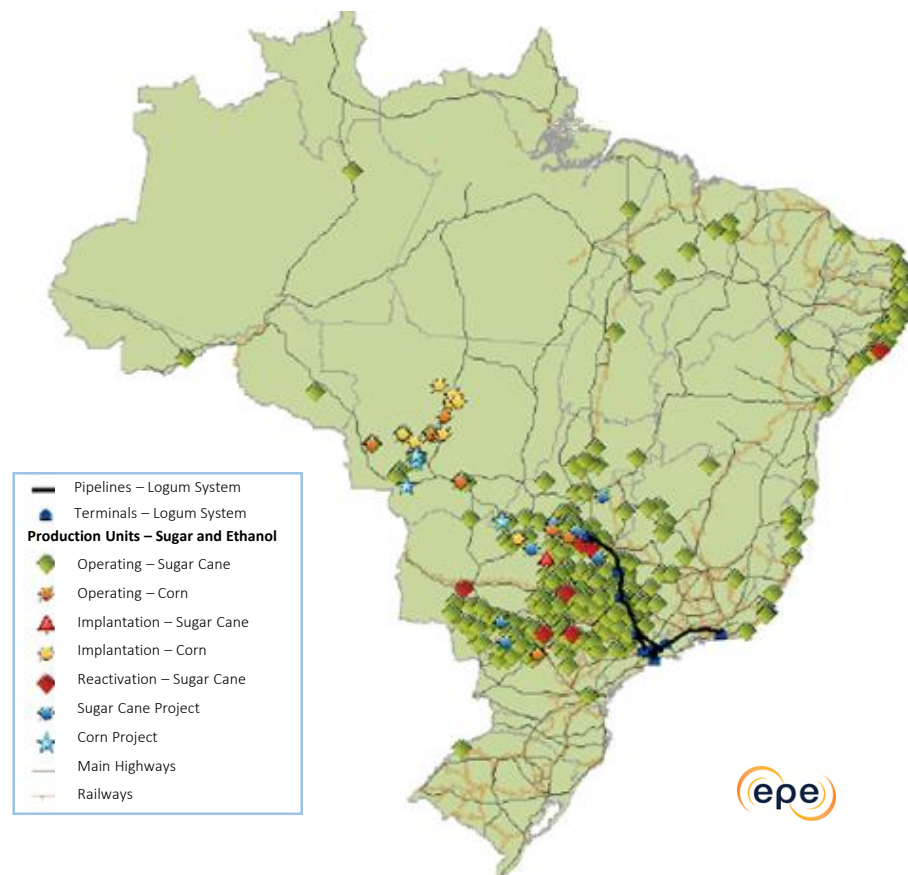 Pipelines – Logum System
Terminals – Logum System
Production Units – Sugar and Ethanol
Operating – Sugar Cane
Operating – Corn
Implantation – Sugar Cane
Implantation – Corn
Reactivation – Sugar Cane
Sugar Cane Project
Corn Project
Main Highways
Railways
epe